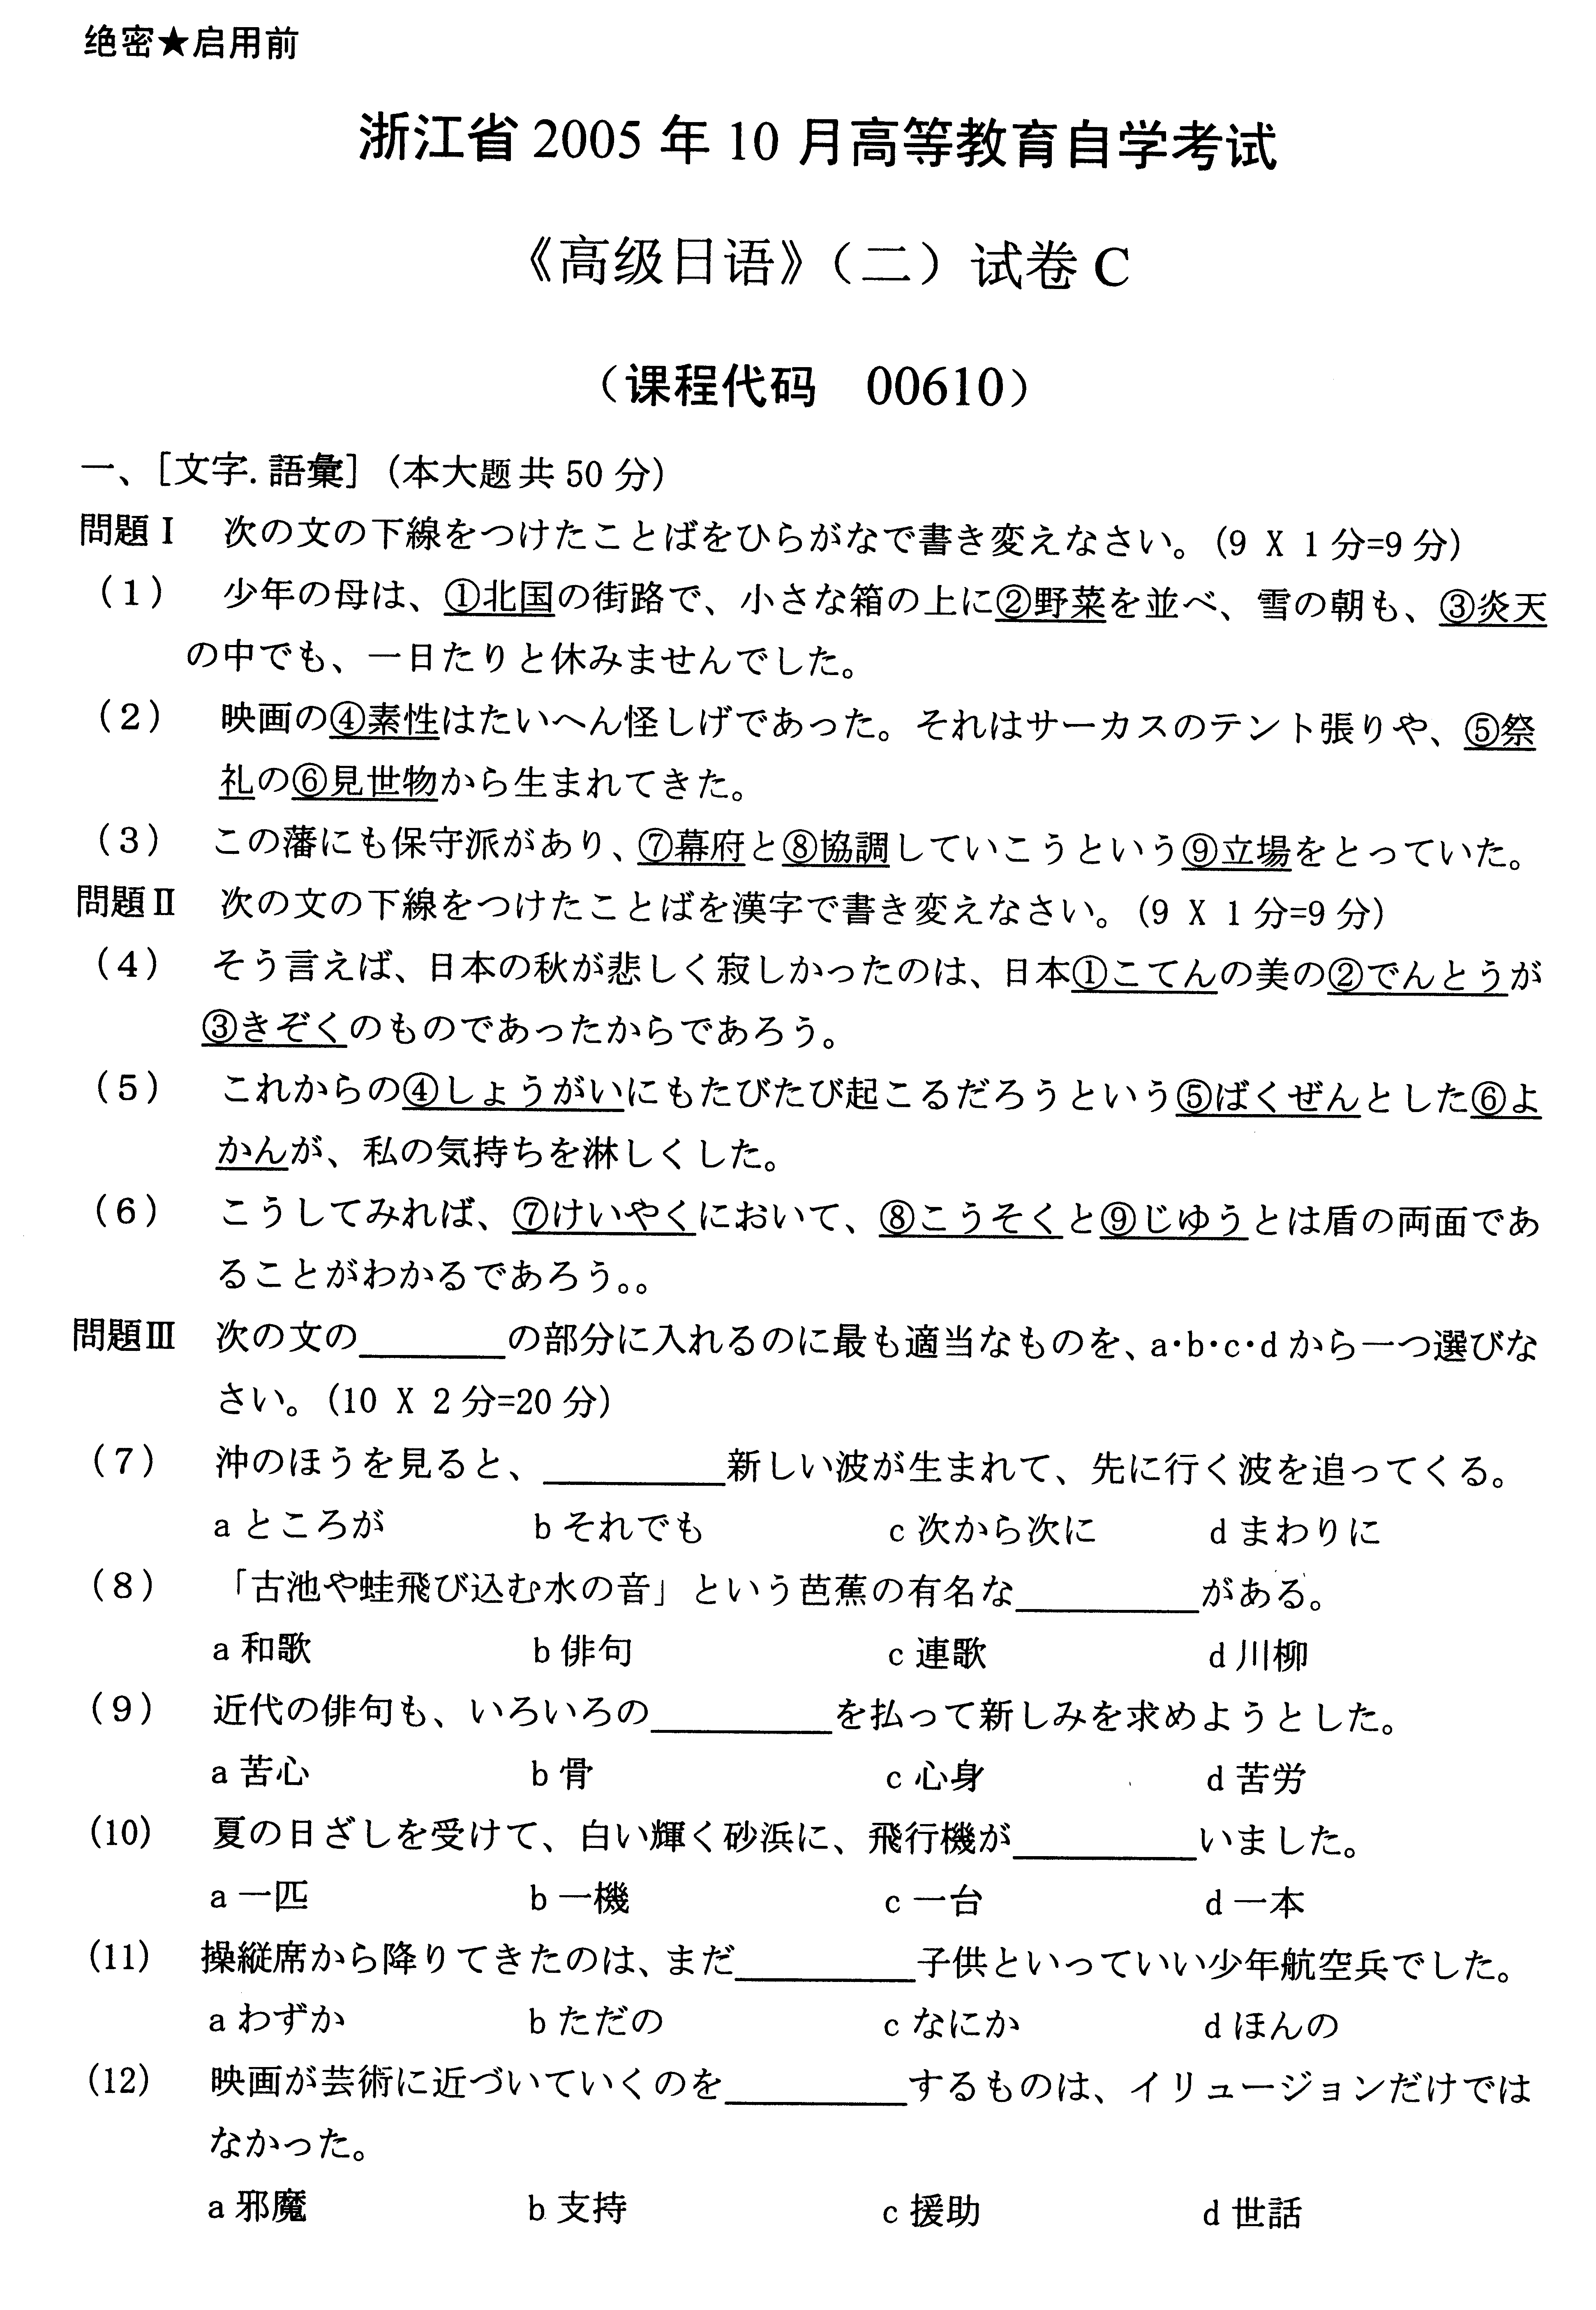 绝密★启用前
浙江省 2005 年 10 月高等教育自学考试
《高级日语》（二）试卷 C
（课程代码　00610）
一、［文字. 語彙］（本大题共 50 分）
問題Ⅰ　次の文の下線をつけたことばをひらがなで書き変えなさい。（9 X 1 分=9 分）
（1）　少年の母は、①北国の街路で、小さな箱の上に②野菜を並べ、雪の朝も、③炎天
の中でも、一日たりと休みませんでした。
（2）　映画の④素性はたいへん怪しげであった。それはサーカスのテント張りや、⑤祭
礼の⑥見世物から生まれてきた。
（3）　この藩にも保守派があり、⑦幕府と⑧協調していこうという⑨立場をとっていた。
問題Ⅱ　次の文の下線をつけたことばを漢字で書き変えなさい。（9 X 1 分=9 分）
（4）　そう言えば、日本の秋が悲しく寂しかったのは、日本①こてんの美の②でんとうが
③きぞくのものであったからであろう。
（5）　これからの④しょうがいにもたびたび起こるだろうという⑤ばくぜんとした⑥よ
かんが、私の気持ちを淋しくした。
（6）　こうしてみれば、⑦けいやくにおいて、⑧こうそくと⑨じゆうとは盾の両面であ
ることがわかるであろう。。
問題Ⅲ　次の文の________の部分に入れるのに最も適当なものを、a·b·c·d から一つ選びな
さい。（10 X 2 分=20 分）
（7）　沖のほうを見ると、__________新しい波が生まれて、先に行く波を追ってくる。
a ところが　b それでも　c 次から次に　d まわりに
（8）　「古池や蛙飛び込む水の音」という芭蕉の有名な__________がある。
a 和歌　b 俳句　c 連歌　d 川柳
（9）　近代の俳句も、いろいろの__________を払って新しみを求めようとした。
a 苦心　b 骨　c 心身　d 苦労
（10）　夏の日ざしを受けて、白い輝く砂浜に、飛行機が__________いました。
a 一匹　b 一機　c 一台　d 一本
（11）　操縦席から降りてきたのは、まだ__________子供といっていい少年航空兵でした。
a わずか　b ただの　c なにか　d ほんの
（12）　映画が芸術に近づいていくのを__________するものは、イリュージョンだけでは
なかった。
a 邪魔　b 支持　c 援助　d 世話